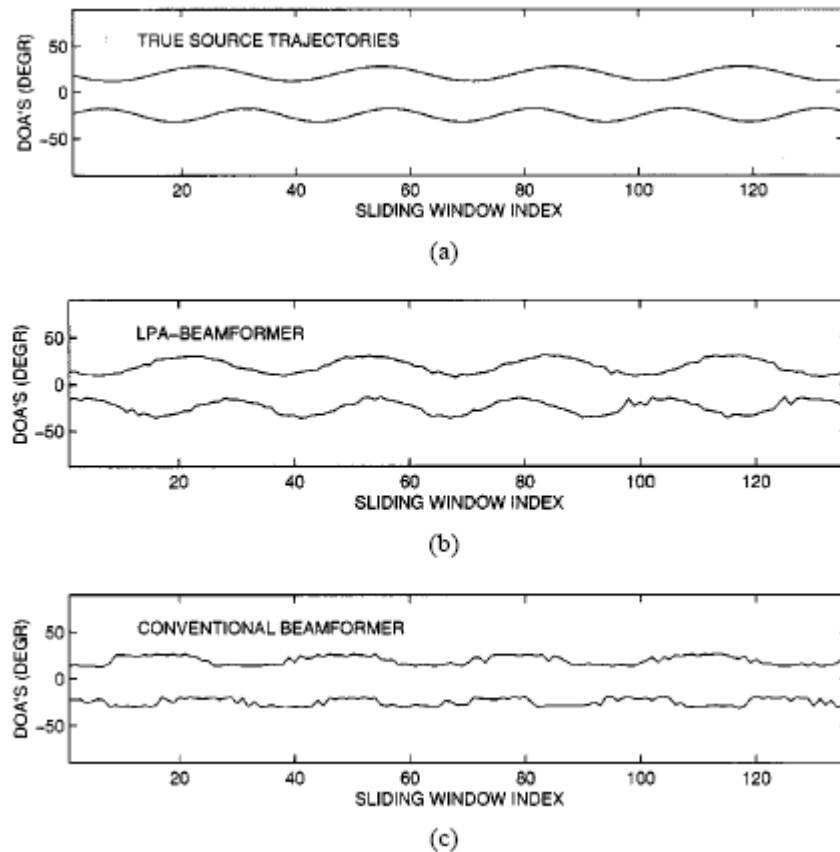 TRUE SOURCE TRAJECTORIES
DOA'S (DEGR)
50
0
-50
20 40 60 80 100 120
SLIDING WINDOW INDEX
(a)
LPA-BEAMFORMER
DOA'S (DEGR)
50
0
-50
20 40 60 80 100 120
SLIDING WINDOW INDEX
(b)
CONVENTIONAL BEAMFORMER
DOA'S (DEGR)
50
0
-50
20 40 60 80 100 120
SLIDING WINDOW INDEX
(c)